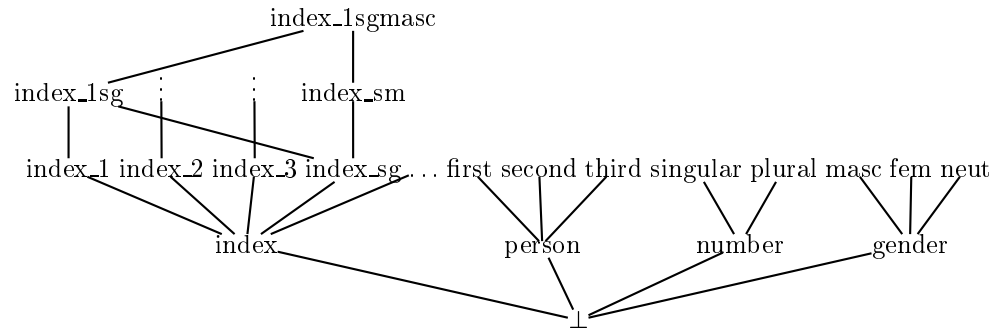 index_1sgmasc
index_1sg ⋮ ⋮ index_sm
index_1 index_2 index_3 index_sg ... first second third singular plural masc fem neut
index person number gender
⊥